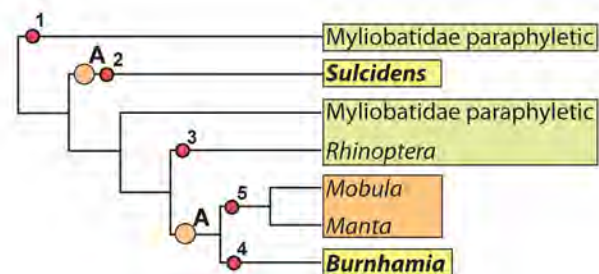 1
Myliobatidae paraphyletic
A 2
Sulcidens
Myliobatidae paraphyletic
3
Rhinoptera
5
Mobula
A
Manta
4
Burnhamia